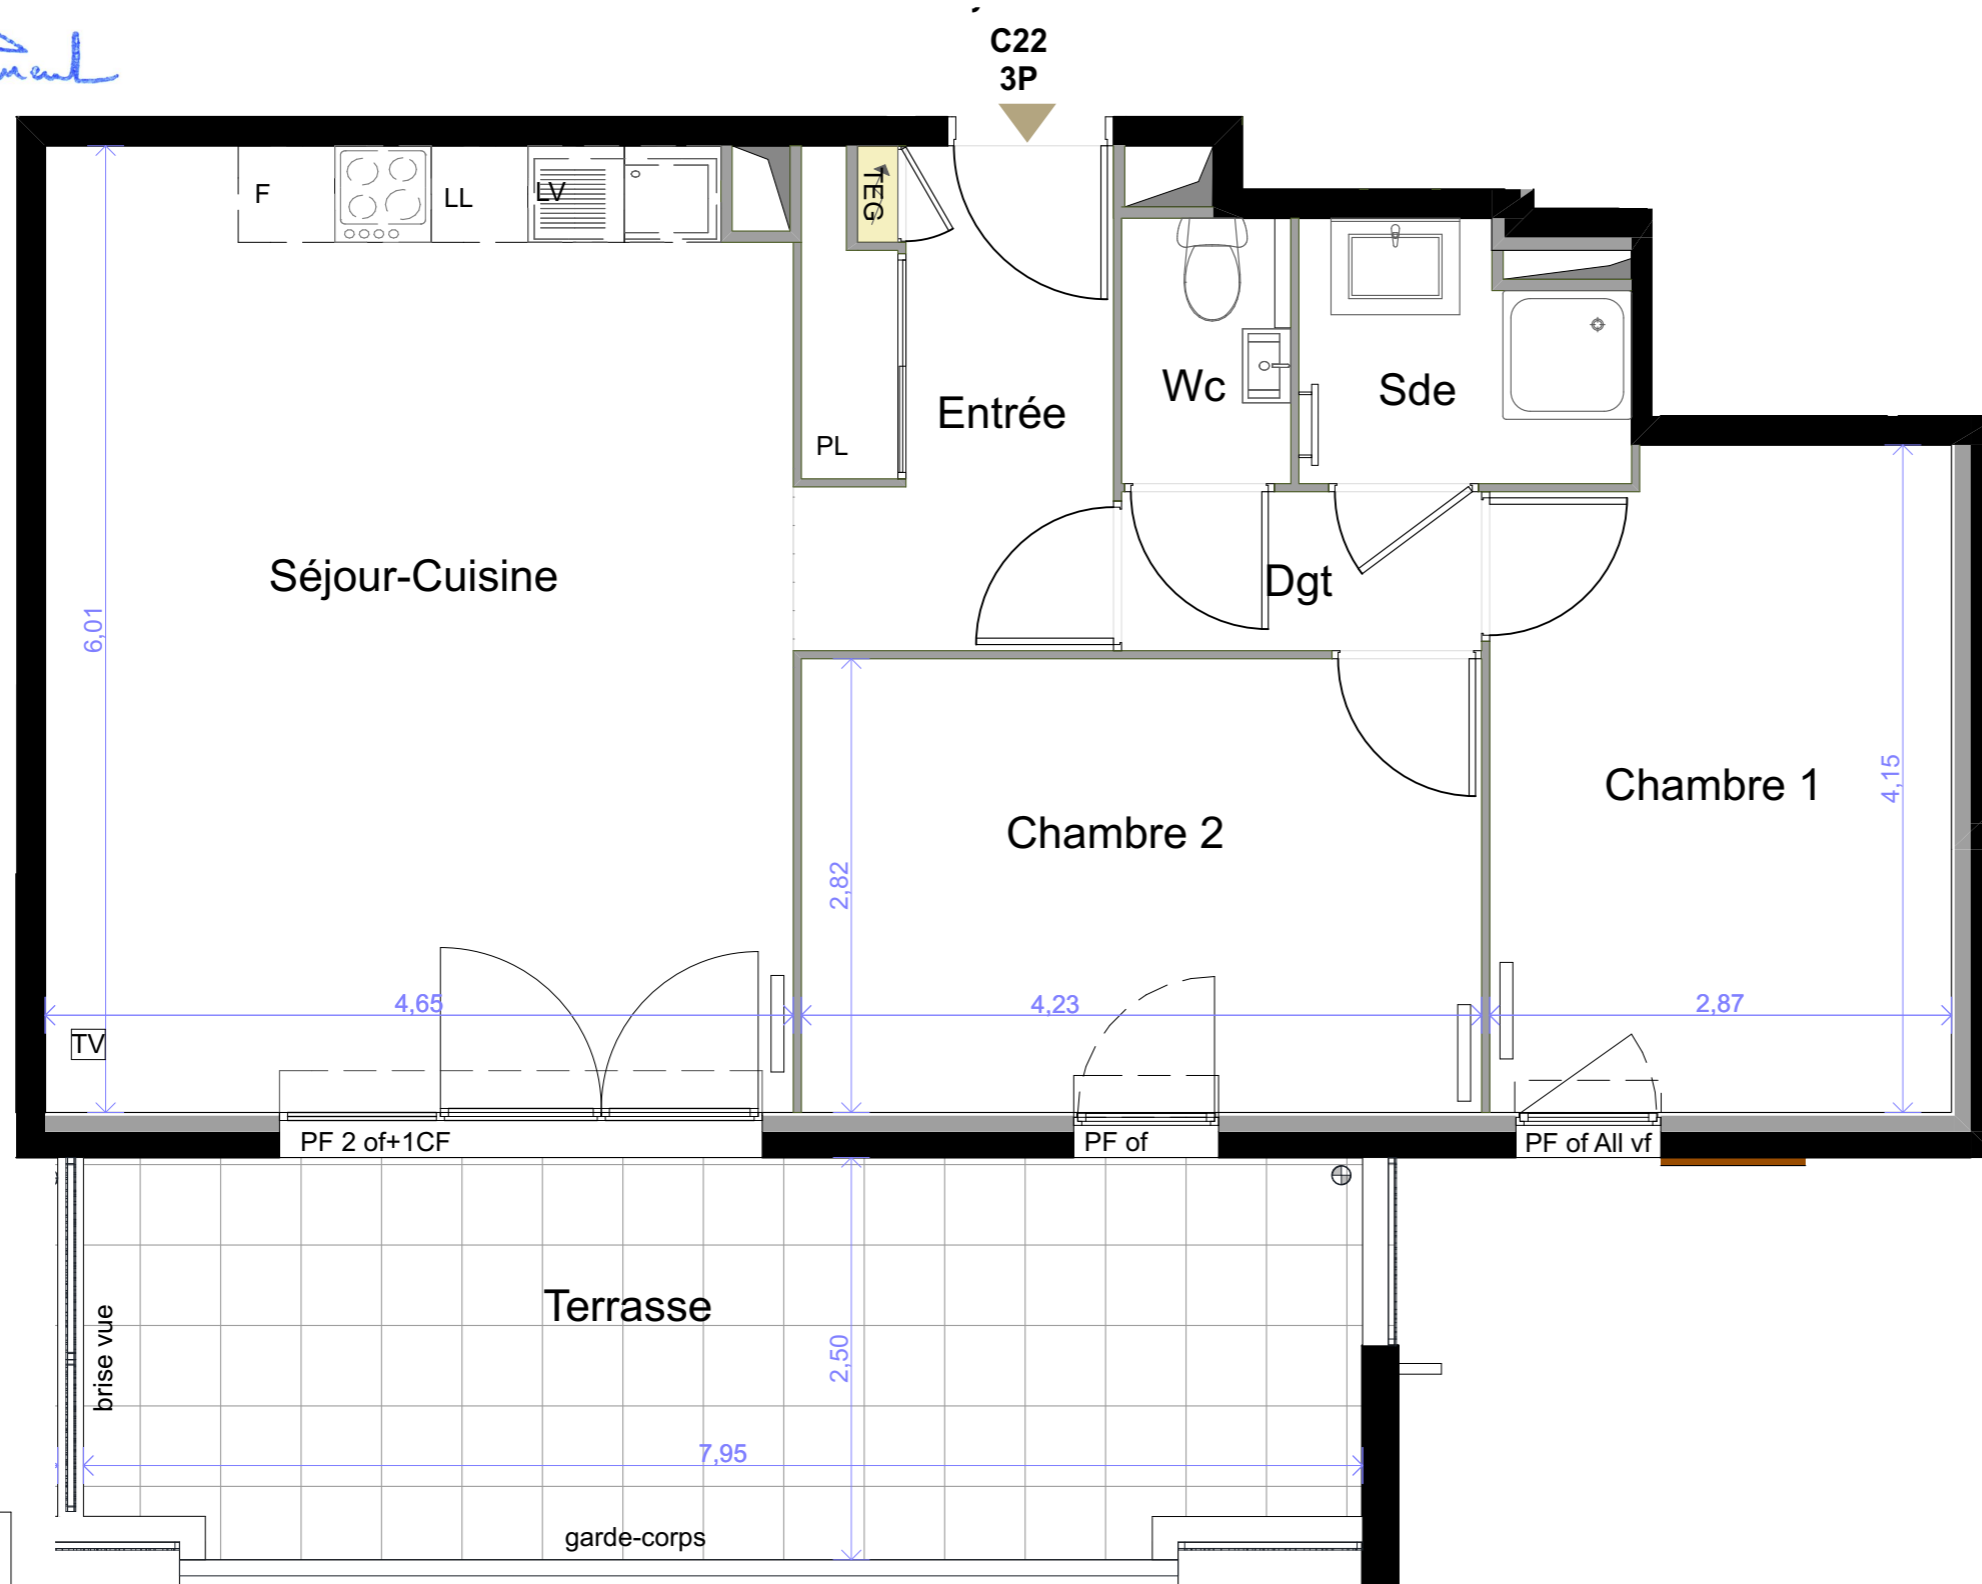 C22
3P
F
LL
LV
TEG
PL
Entrée
Wc
Sde
Séjour-Cuisine
Dgt
6,01
Chambre 1
4,15
Chambre 2
2,82
4,65
4,23
2,87
TV
PF 2 of+1CF
PF of
PF of All vf
Terrasse
brise vue
2,50
7,95
garde-corps